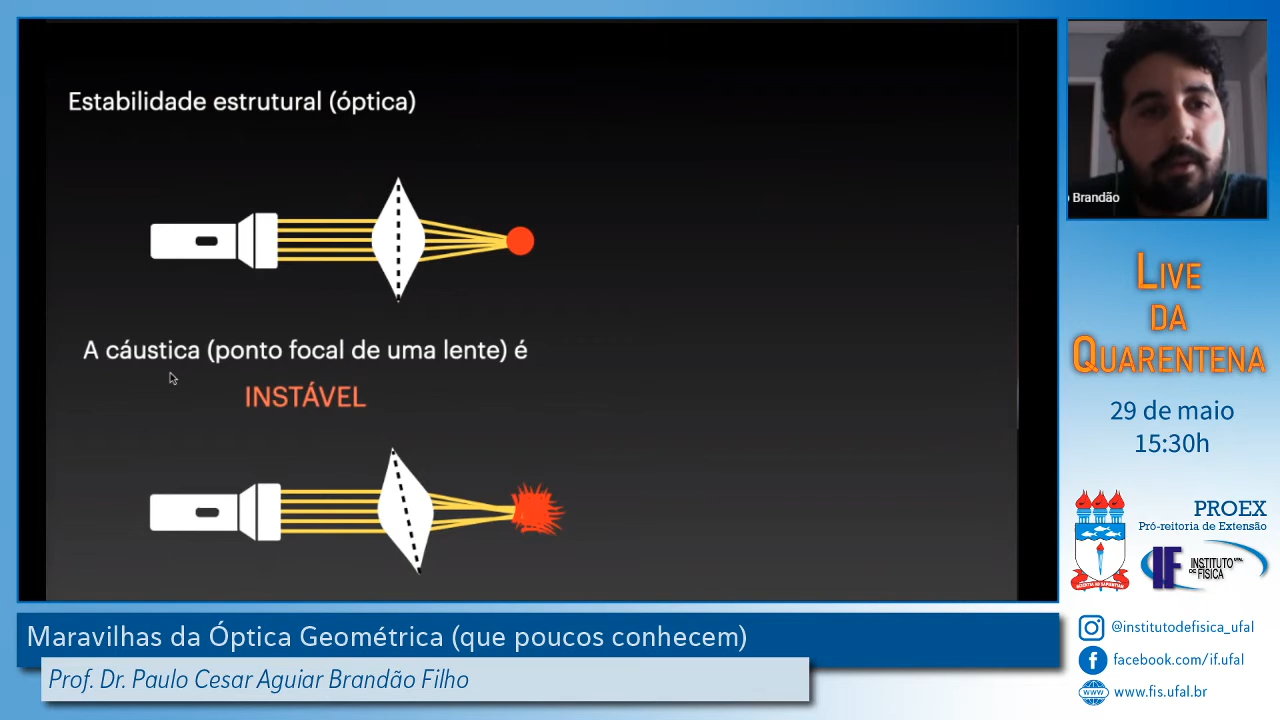 Estabilidade estrutural (óptica)
A cáustica (ponto focal de uma lente) é
INSTÁVEL
Brandão
LIVE
DA
QUARENTENA
29 de maio
15:30h
PROEX
Pró-reitoria de Extensão
IF INSTITUTO
DE FÍSICA
UFAL
@institutodefisica_ufal
facebook.com/if.ufal
www.fis.ufal.br
Maravilhas da Óptica Geométrica (que poucos conhecem)
Prof. Dr. Paulo Cesar Aguiar Brandão Filho